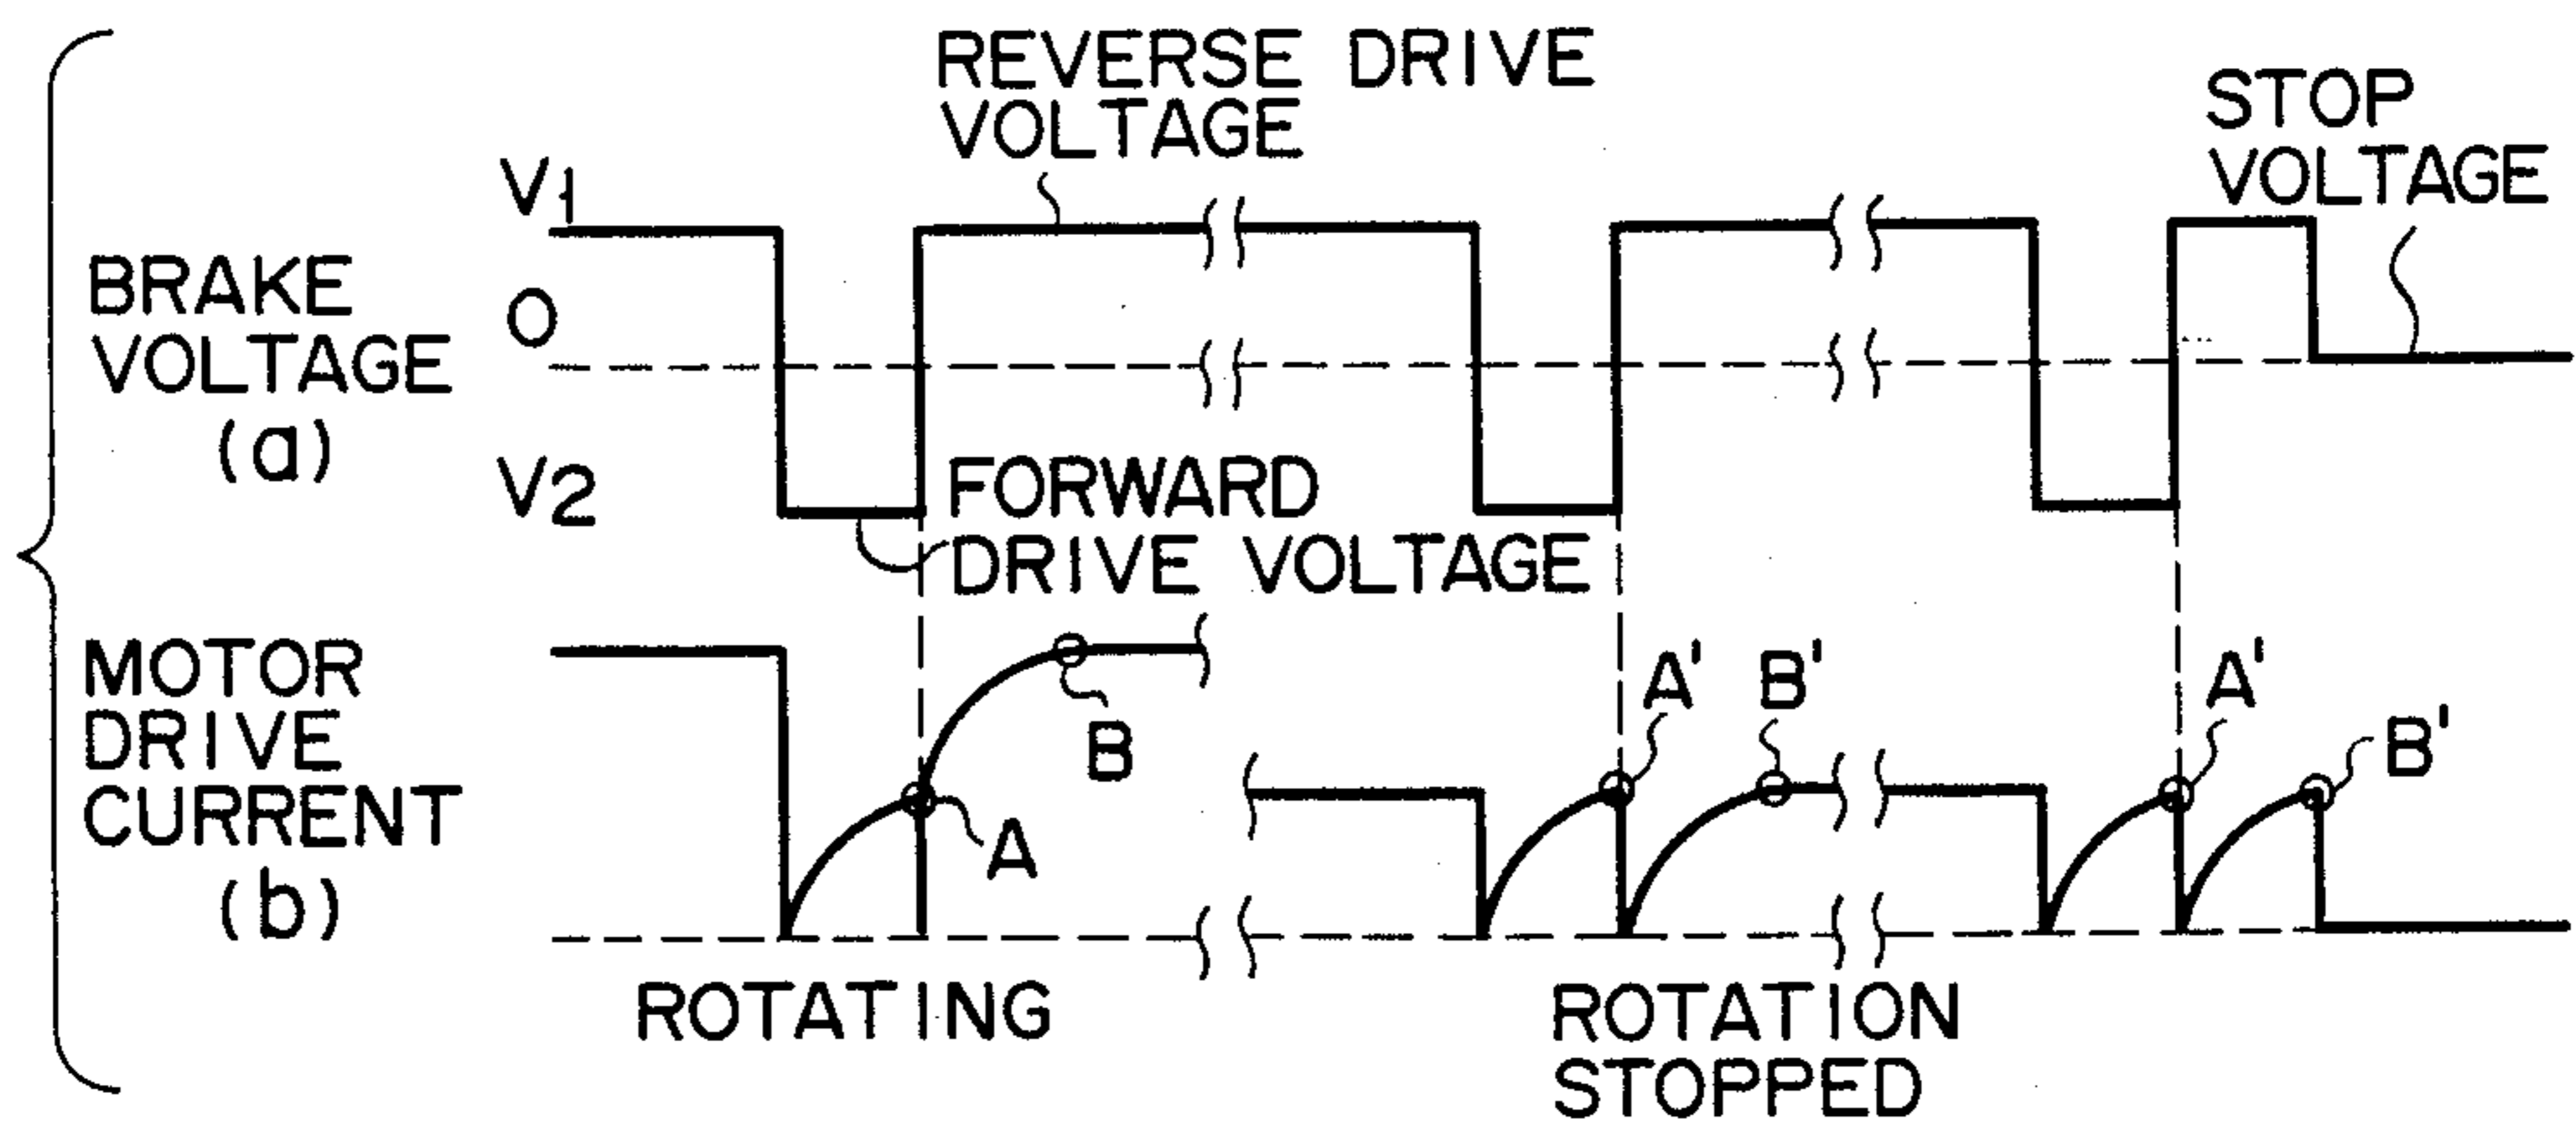 REVERSE DRIVE
VOLTAGE
STOP
VOLTAGE
V1
BRAKE
VOLTAGE
(a)
O
V2
FORWARD
DRIVE VOLTAGE
MOTOR
DRIVE
CURRENT
(b)
B
A
A'
B'
A'
B'
ROTATING
ROTATION
STOPPED